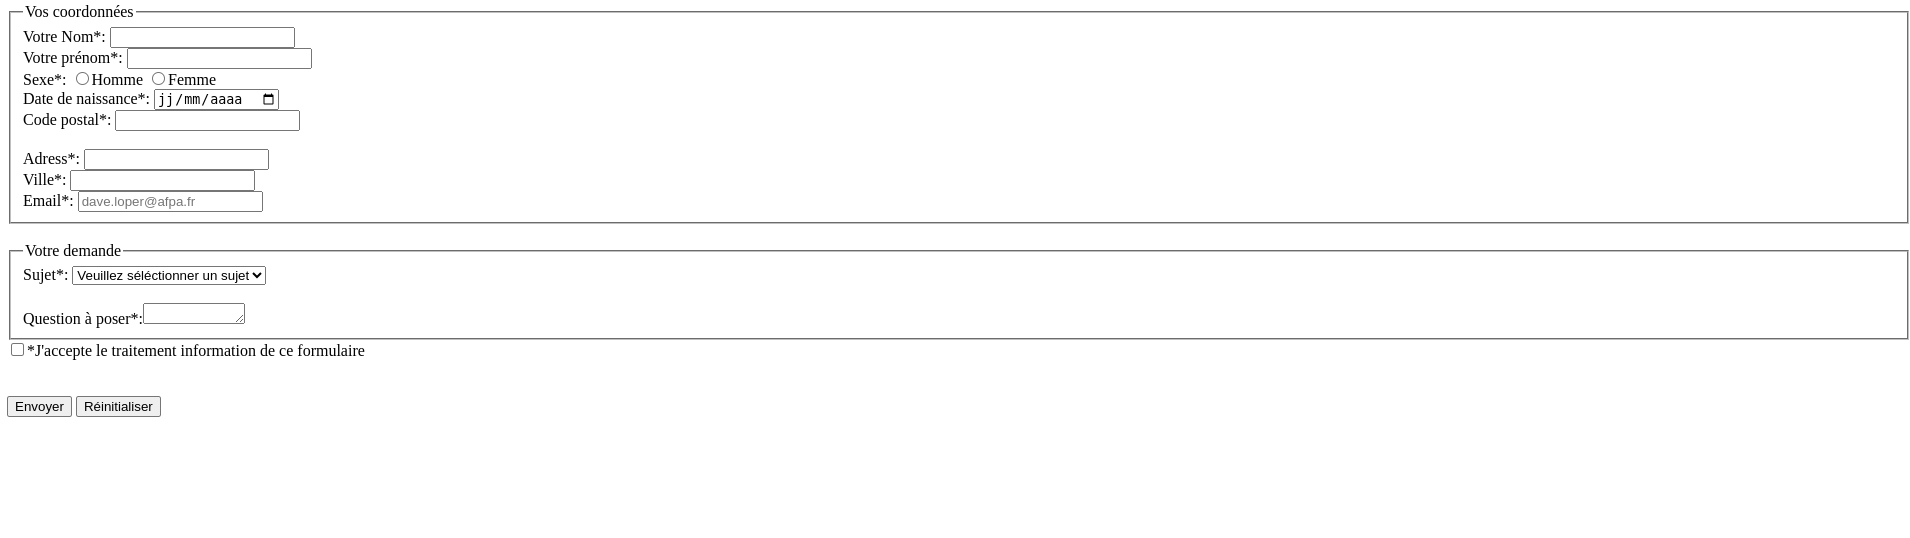 Vos coordonnées
Votre Nom*:
Votre prénom*:
Sexe*: Homme Femme
Date de naissance*: jj/mm/aaaa
Code postal*:
Adress*:
Ville*:
Email*: dave.loper@afpa.fr
Votre demande
Sujet*: Veuillez séléctionner un sujet
Question à poser*:
*J'accepte le traitement information de ce formulaire
Envoyer Réinitialiser